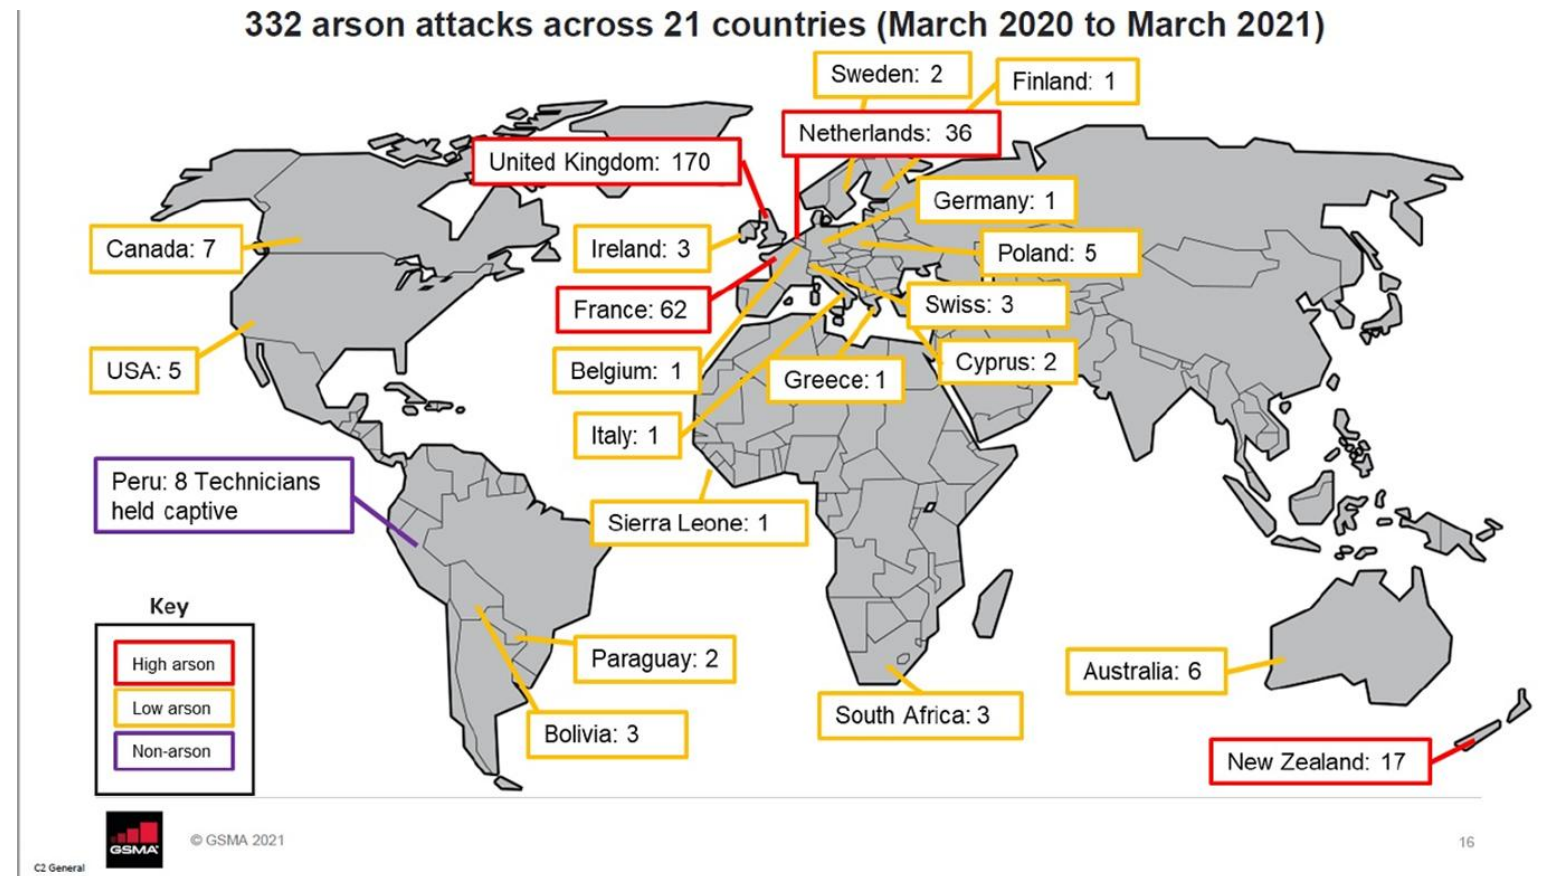 332 arson attacks across 21 countries (March 2020 to March 2021)
Sweden: 2
Finland: 1
Netherlands: 36
United Kingdom: 170
Germany: 1
Canada: 7
Ireland: 3
Poland: 5
France: 62
Swiss: 3
USA: 5
Belgium: 1
Greece: 1
Cyprus: 2
Italy: 1
Peru: 8 Technicians
held captive
Sierra Leone: 1
Key
High arson
Low arson
Non-arson
Paraguay: 2
Bolivia: 3
South Africa: 3
Australia: 6
New Zealand: 17
GSMA
© GSMA 2021
16
C2 General